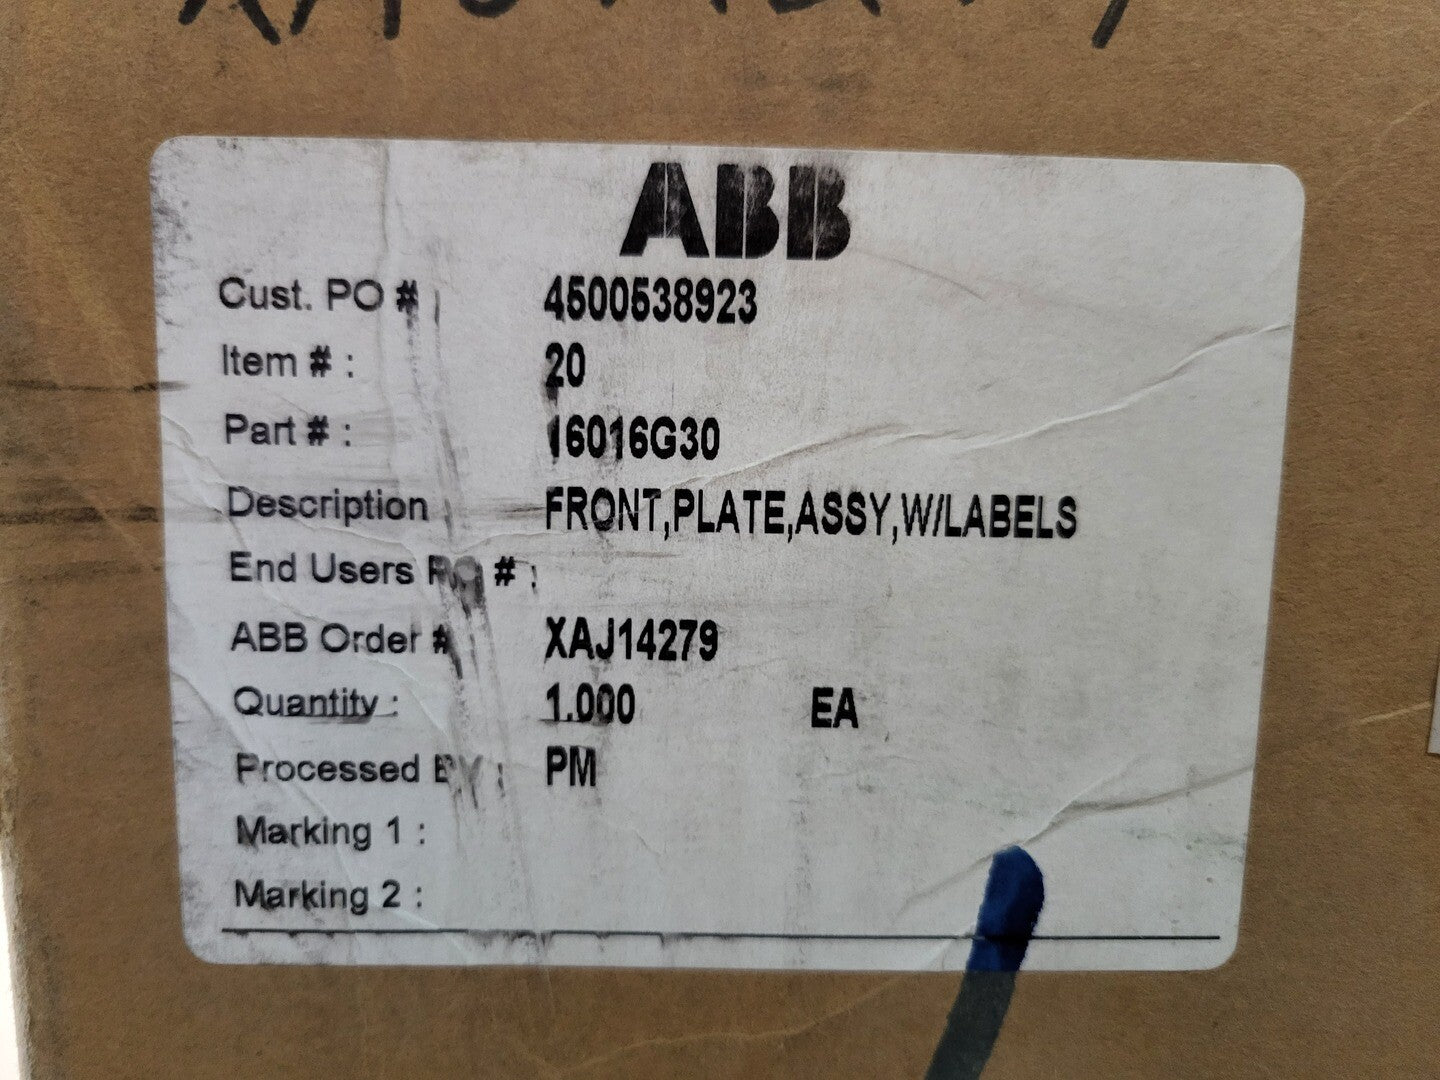 ABB
Cust. PO # : 4500538923
Item # : 20
Part # : 16016G30
Description : FRONT,PLATE,ASSY,W/LABELS
End Users PO # :
ABB Order # XAJ14279
Quantity : 1.000 EA
Processed BY : PM
Marking 1 :
Marking 2 :